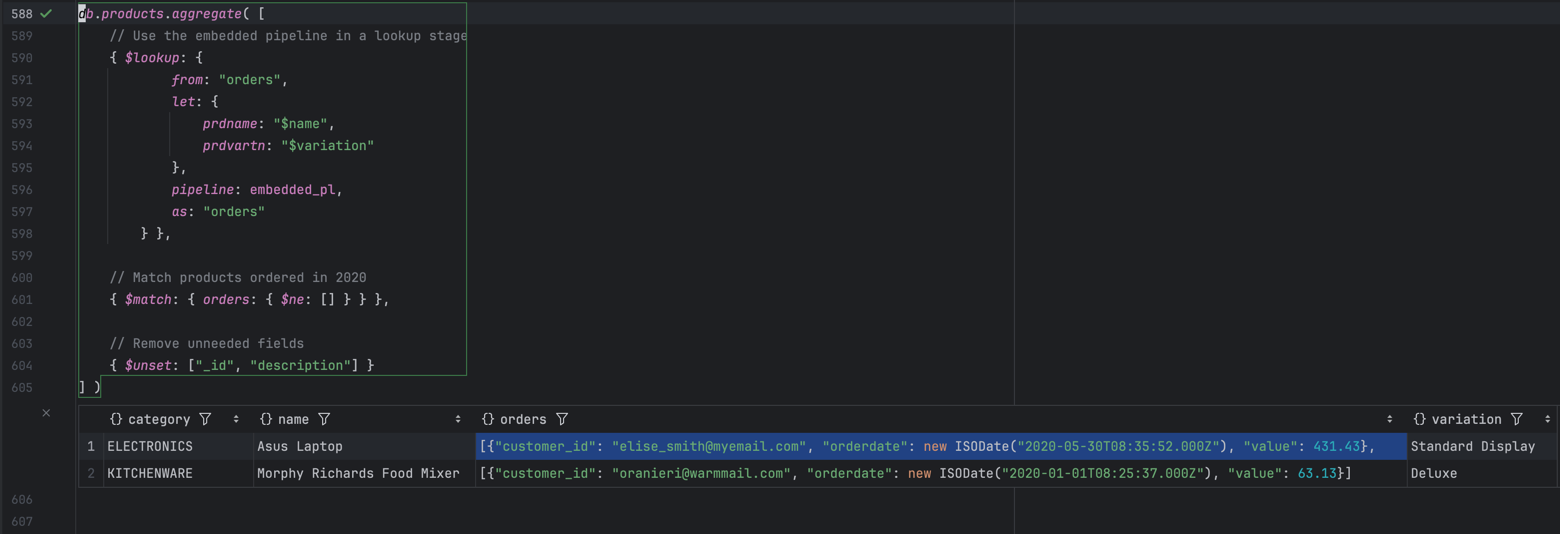 588 db.products.aggregate( [
589 // Use the embedded pipeline in a lookup stage
590 { $lookup: {
591 from: "orders",
592 let: {
593 prdname: "$name",
594 prdvartn: "$variation"
595 },
596 pipeline: embedded_pl,
597 as: "orders"
598 } },
599
600 // Match products ordered in 2020
601 { $match: { orders: { $ne: [] } } },
602
603 // Remove unneeded fields
604 { $unset: ["_id", "description"] }
605 ] )
{} category {} name {} orders {} variation
1 ELECTRONICS Asus Laptop [{"customer_id": "elise_smith@myemail.com", "orderdate": new ISODate("2020-05-30T08:35:52.000Z"), "value": 431.43}, Standard Display
2 KITCHENWARE Morphy Richards Food Mixer [{"customer_id": "oranieri@warmmail.com", "orderdate": new ISODate("2020-01-01T08:25:37.000Z"), "value": 63.13}] Deluxe
606
607